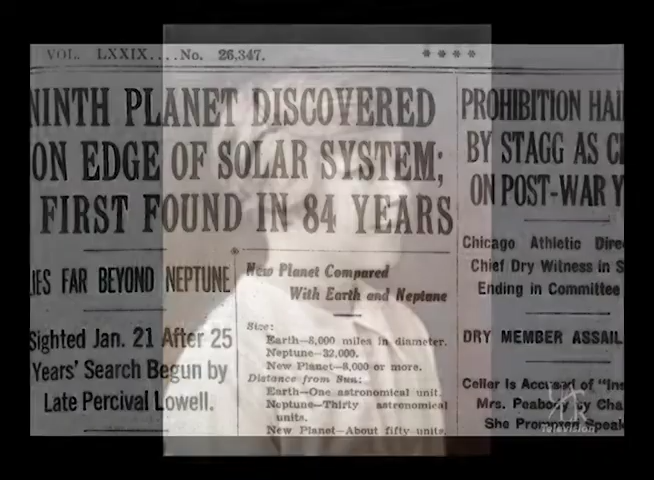 VOL. LXXIX....No. 26,347.
****
NINTH PLANET DISCOVERED
ON EDGE OF SOLAR SYSTEM;
FIRST FOUND IN 84 YEARS
LIES FAR BEYOND NEPTUNE
Sighted Jan. 21 After 25
Years' Search Begun by
Late Percival Lowell.
New Planet Compared
With Earth and Neptune
Size:
Earth—8,000 miles in diameter.
Neptune—32,000.
New Planet—8,000 or more.
Distance from Sun:
Earth—One astronomical unit.
Neptune—Thirty astronomical
units.
New Planet—About fifty units.
PROHIBITION HAI
BY STAGG AS C
ON POST-WAR Y
Chicago Athletic Dire
Chief Dry Witness in S
Ending in Committee
DRY MEMBER ASSAIL
Celler Is Accused of "Ins
Mrs. Peabody by Cha
She Prompted Speak
Television